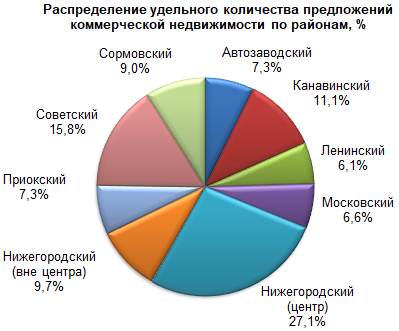 Распределение удельного количества предложений
коммерческой недвижимости по районам, %
Автозаводский
7,3%
Канавинский
11,1%
Ленинский
6,1%
Московский
6,6%
Нижегородский
(центр)
27,1%
Нижегородский
(вне центра)
9,7%
Приокский
7,3%
Советский
15,8%
Сормовский
9,0%